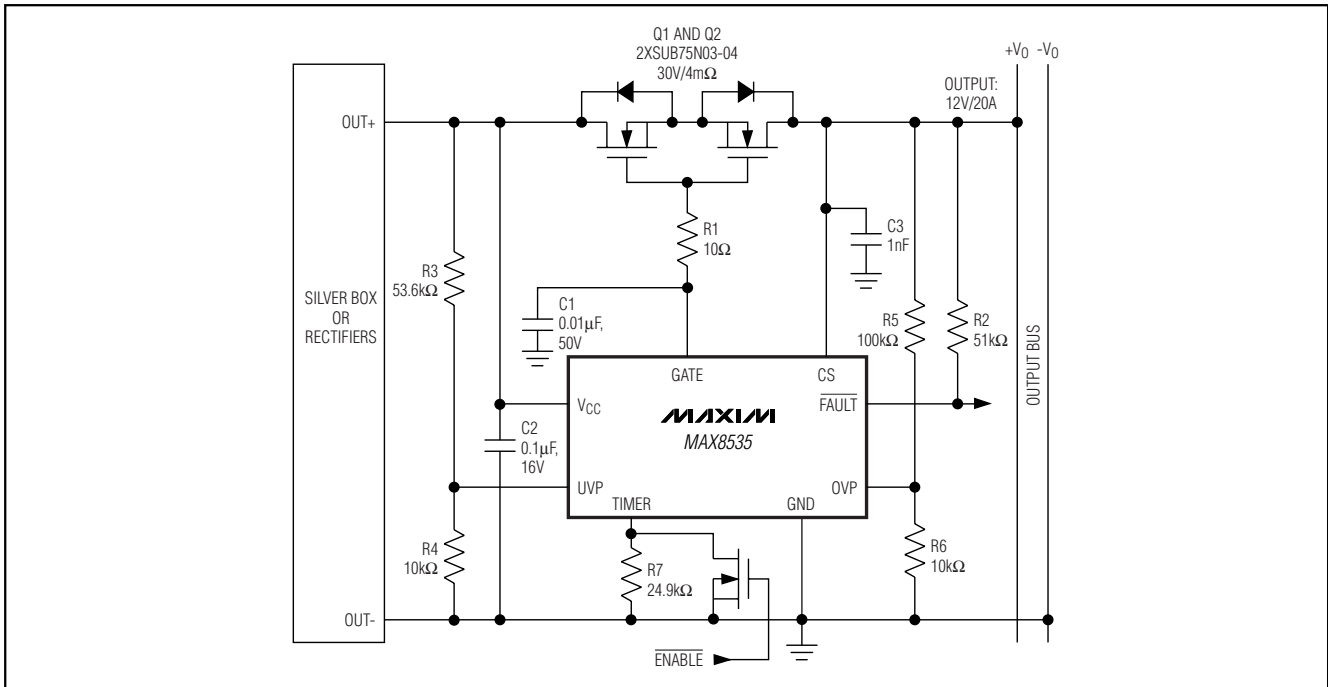 Q1 AND Q2
2XSUB75N03-04
30V/4mΩ
+VO -VO
OUTPUT:
12V/20A
OUT+
R1
10Ω
C3
1nF
R3
53.6kΩ
SILVER BOX
OR
RECTIFIERS
C1
0.01μF,
50V
R5
100kΩ
R2
51kΩ
OUTPUT BUS
GATE
CS
VCC
FAULT
MAXIM
MAX8535
C2
0.1μF,
16V
UVP
OVP
TIMER
GND
R4
10kΩ
R7
24.9kΩ
R6
10kΩ
OUT-
ENABLE